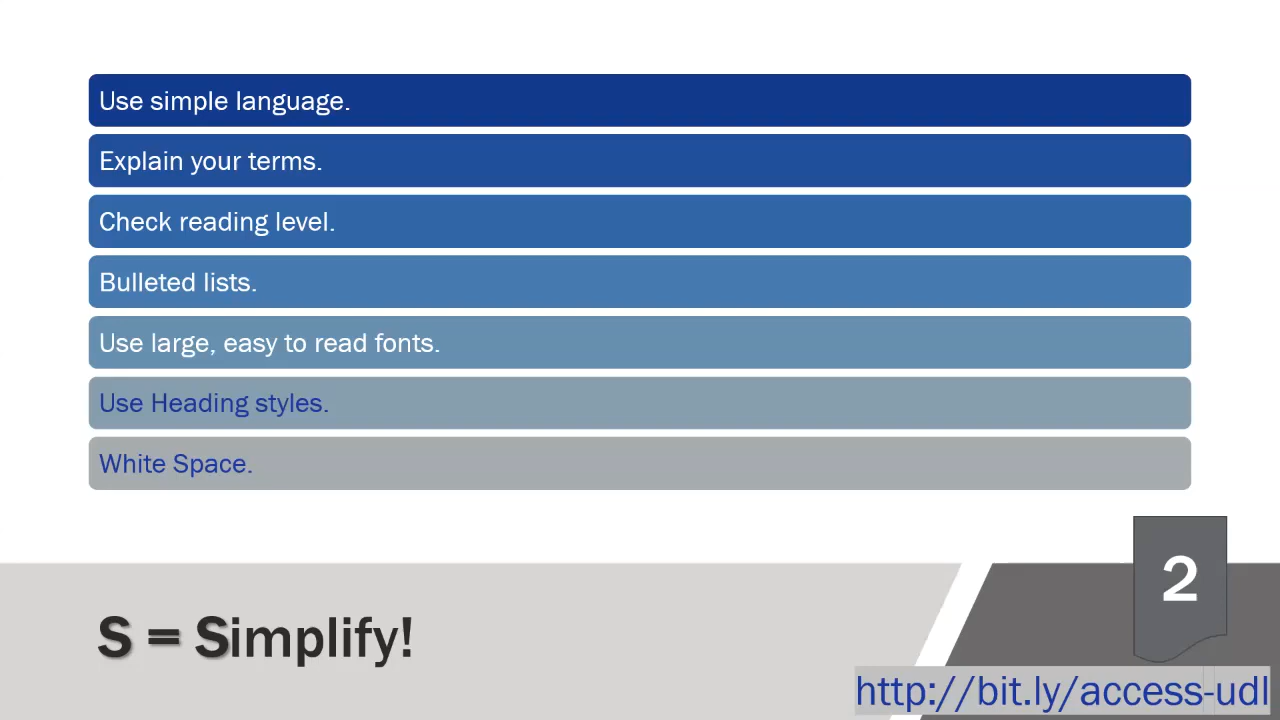 Use simple language.
Explain your terms.
Check reading level.
Bulleted lists.
Use large, easy to read fonts.
Use Heading styles.
White Space.
2
S = Simplify!
http://bit.ly/access-udl